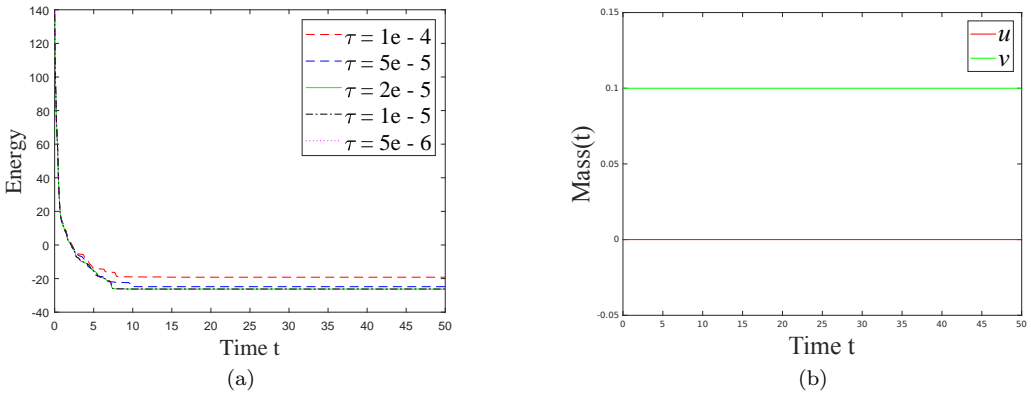 140
120
100
80
60
40
20
0
-20
-40
0 5 10 15 20 25 30 35 40 45 50
Energy
Time t
τ = 1e - 4
τ = 5e - 5
τ = 2e - 5
τ = 1e - 5
τ = 5e - 6
(a)
0.15
0.1
0.05
0
-0.05
0 5 10 15 20 25 30 35 40 45 50
Mass(t)
Time t
u
v
(b)